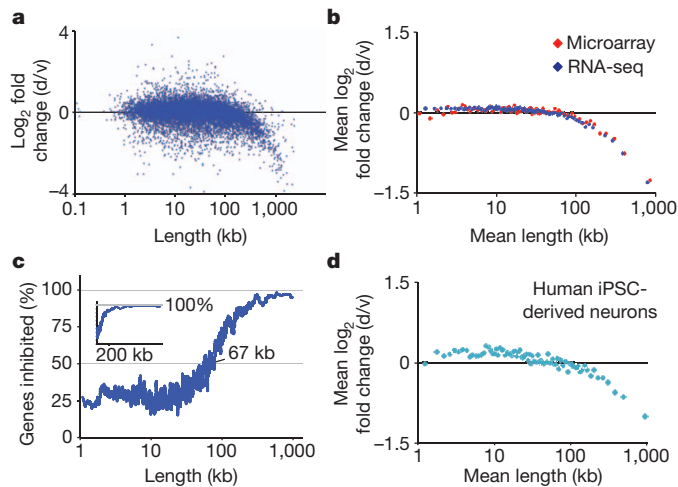 a
4
0
−4
Log2 fold
change (d/v)
0.1 1 10 100 1,000
Length (kb)
b
1.5
0
−1.5
Mean log2
fold change (d/v)
Microarray
RNA-seq
1 10 100 1,000
Mean length (kb)
c
100
75
50
25
0
Genes inhibited (%)
100%
200 kb
67 kb
1 10 100 1,000
Length (kb)
d
1.5
0
−1.5
Mean log2
fold change (d/v)
Human iPSC-
derived neurons
1 10 100 1,000
Mean length (kb)